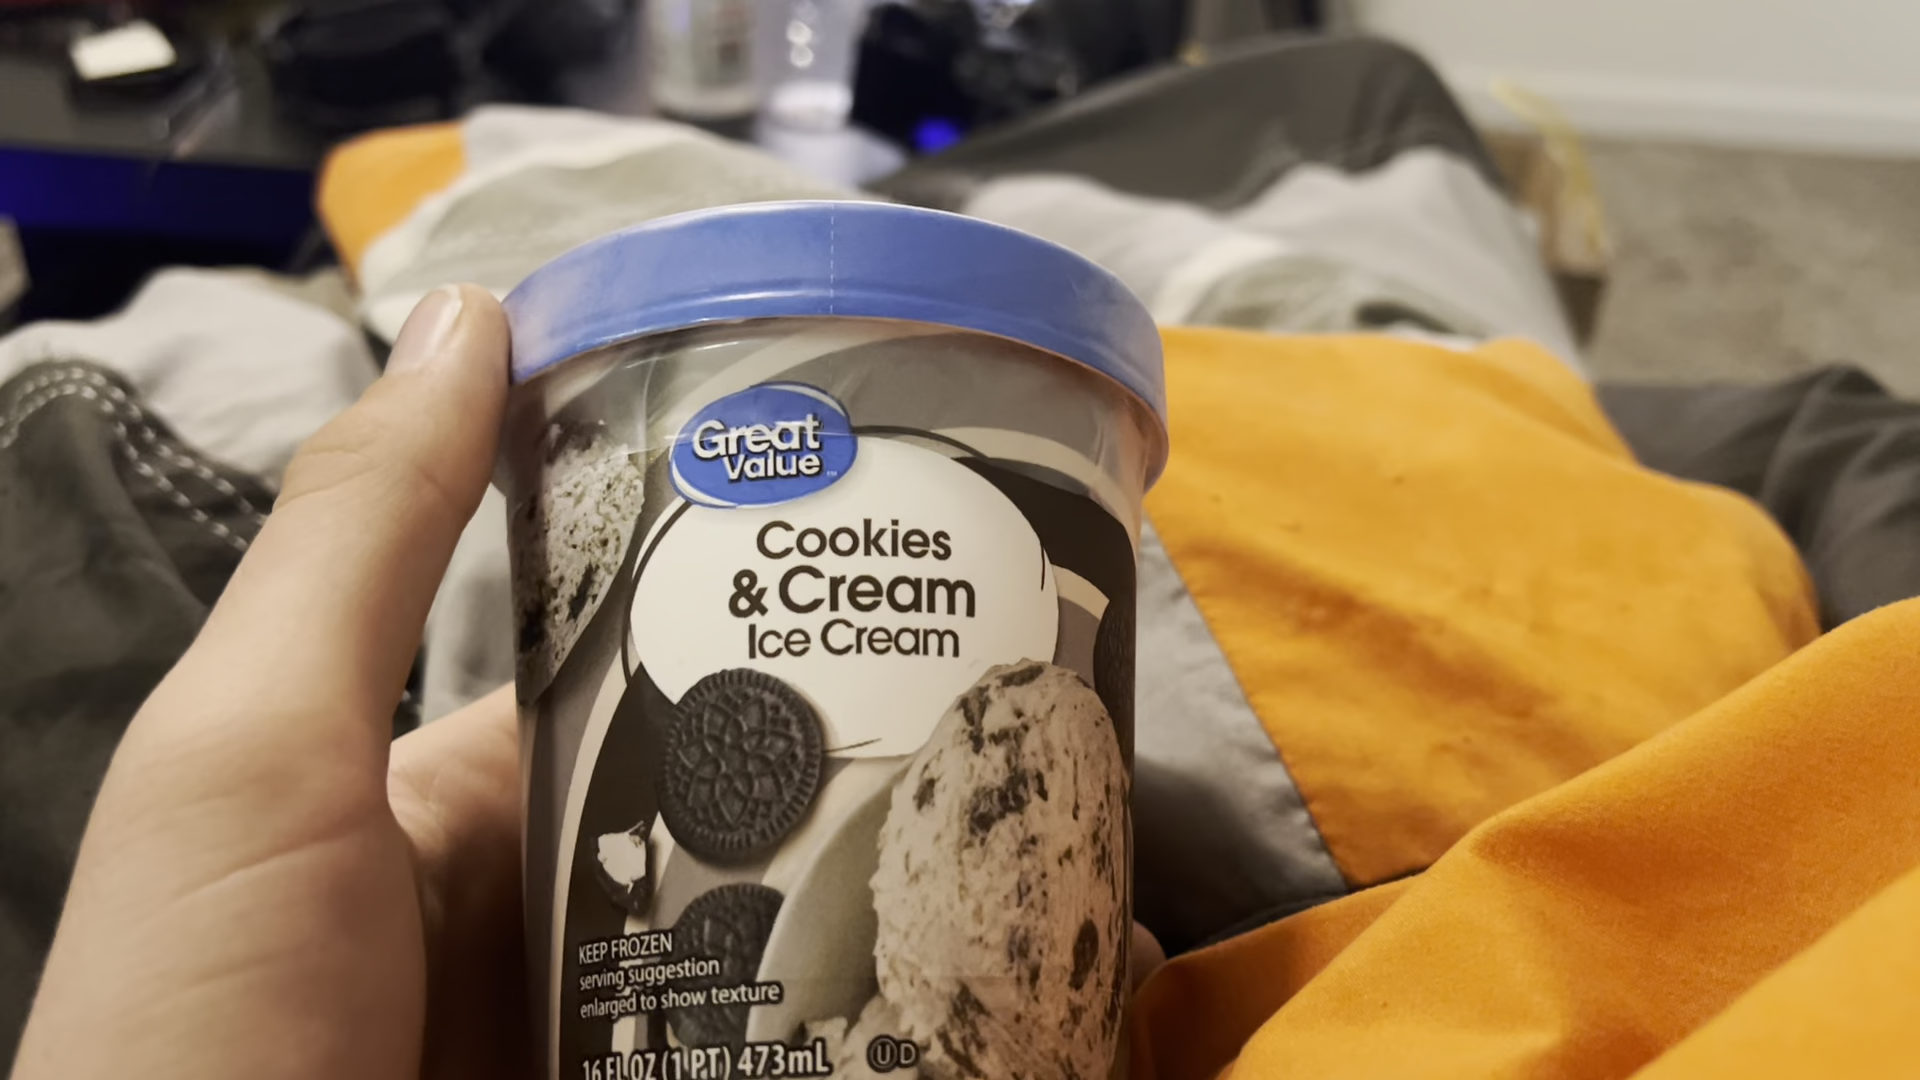 Great
Value
Cookies
& Cream
Ice Cream
KEEP FROZEN
serving suggestion
enlarged to show texture
16 FL OZ (1 PT) 473mL
U D